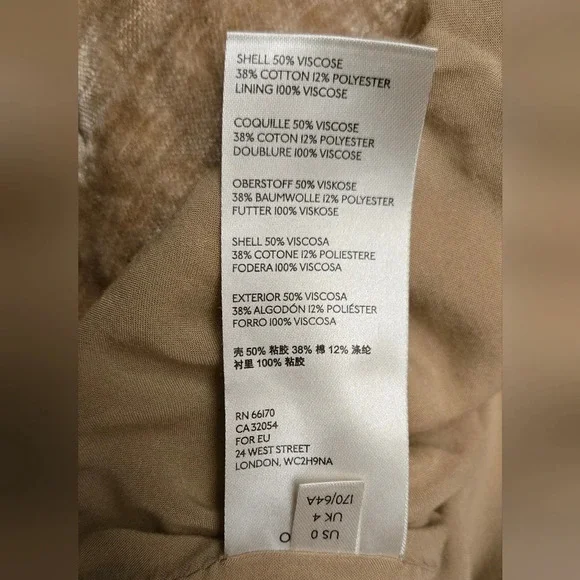 SHELL 50% VISCOSE
38% COTTON 12% POLYESTER
LINING 100% VISCOSE
COQUILLE 50% VISCOSE
38% COTON 12% POLYESTER
DOUBLURE 100% VISCOSE
OBERSTOFF 50% VISKOSE
38% BAUMWOLLE 12% POLYESTER
FUTTER 100% VISKOSE
SHELL 50% VISCOSA
38% COTONE 12% POLIESTERE
FODERA 100% VISCOSA
EXTERIOR 50% VISCOSA
38% ALGODÓN 12% POLIÉSTER
FORRO 100% VISCOSA
壳 50% 粘胶 38% 棉 12% 涤纶
衬里 100% 粘胶
RN 66170
CA 32054
FOR EU
24 WEST STREET
LONDON, WC2H9NA
US 0
UK 4
170/64A